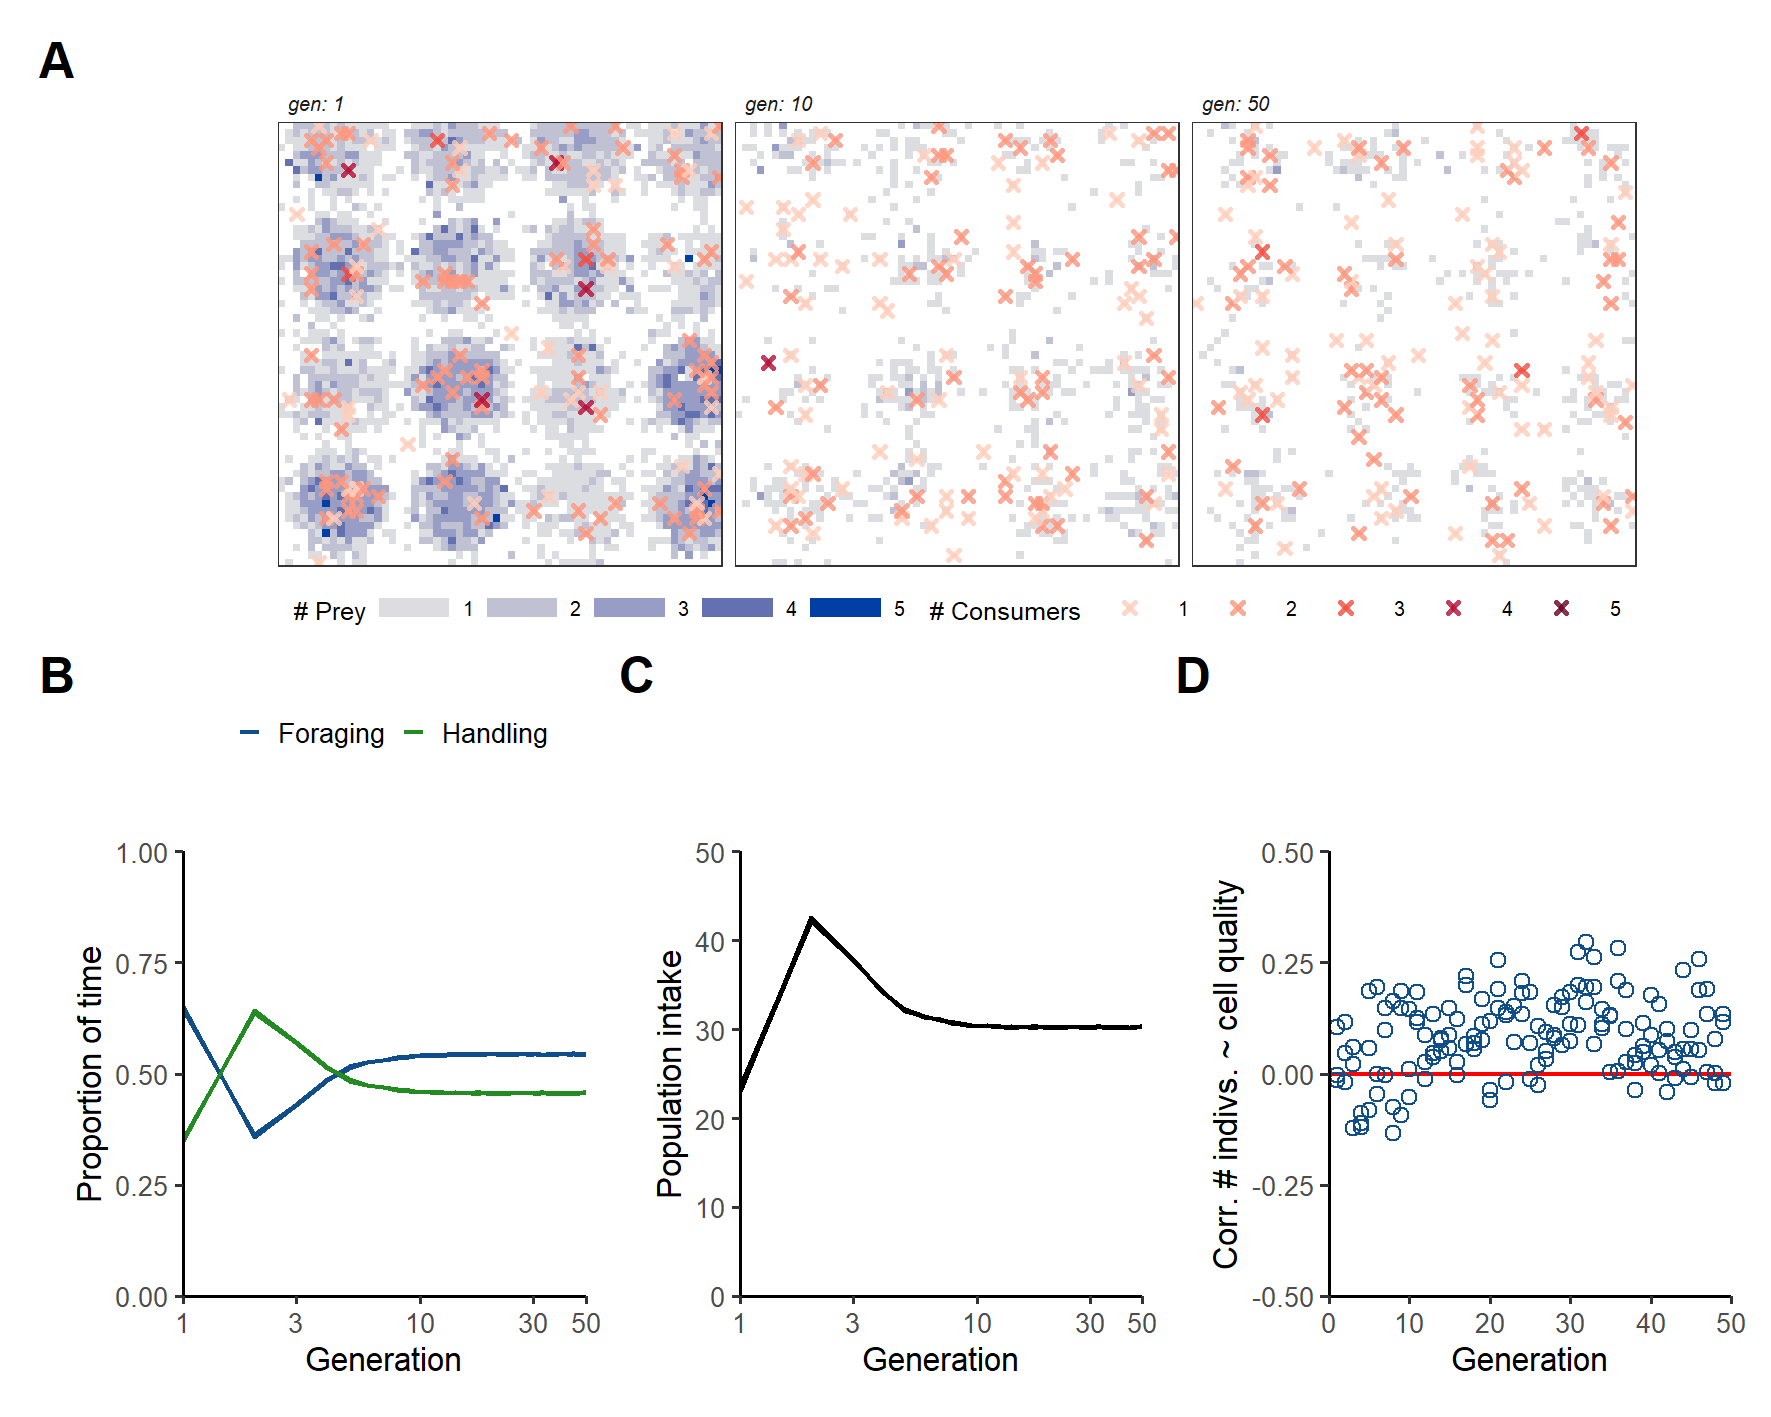 A
gen: 1
gen: 10
gen: 50
# Prey 1 2 3 4 5 # Consumers 1 2 3 4 5
B
C
D
Foraging Handling
Proportion of time
1.00
0.75
0.50
0.25
0.00
1 3 10 30 50
Generation
Population intake
50
40
30
20
10
0
1 3 10 30 50
Generation
Corr. # indivs. ~ cell quality
0.50
0.25
0.00
-0.25
-0.50
0 10 20 30 40 50
Generation